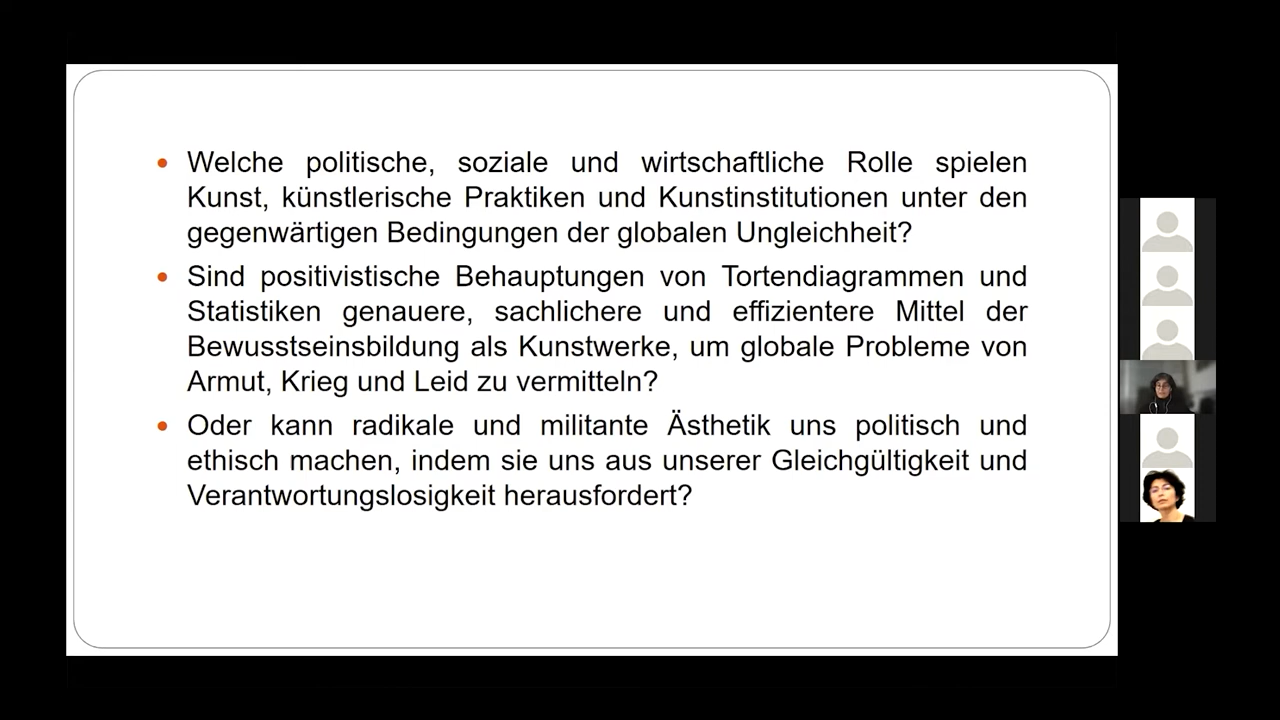 Welche politische, soziale und wirtschaftliche Rolle spielen
Kunst, künstlerische Praktiken und Kunstinstitutionen unter den
gegenwärtigen Bedingungen der globalen Ungleichheit?
Sind positivistische Behauptungen von Tortendiagrammen und
Statistiken genauere, sachlichere und effizientere Mittel der
Bewusstseinsbildung als Kunstwerke, um globale Probleme von
Armut, Krieg und Leid zu vermitteln?
Oder kann radikale und militante Ästhetik uns politisch und
ethisch machen, indem sie uns aus unserer Gleichgültigkeit und
Verantwortungslosigkeit herausfordert?